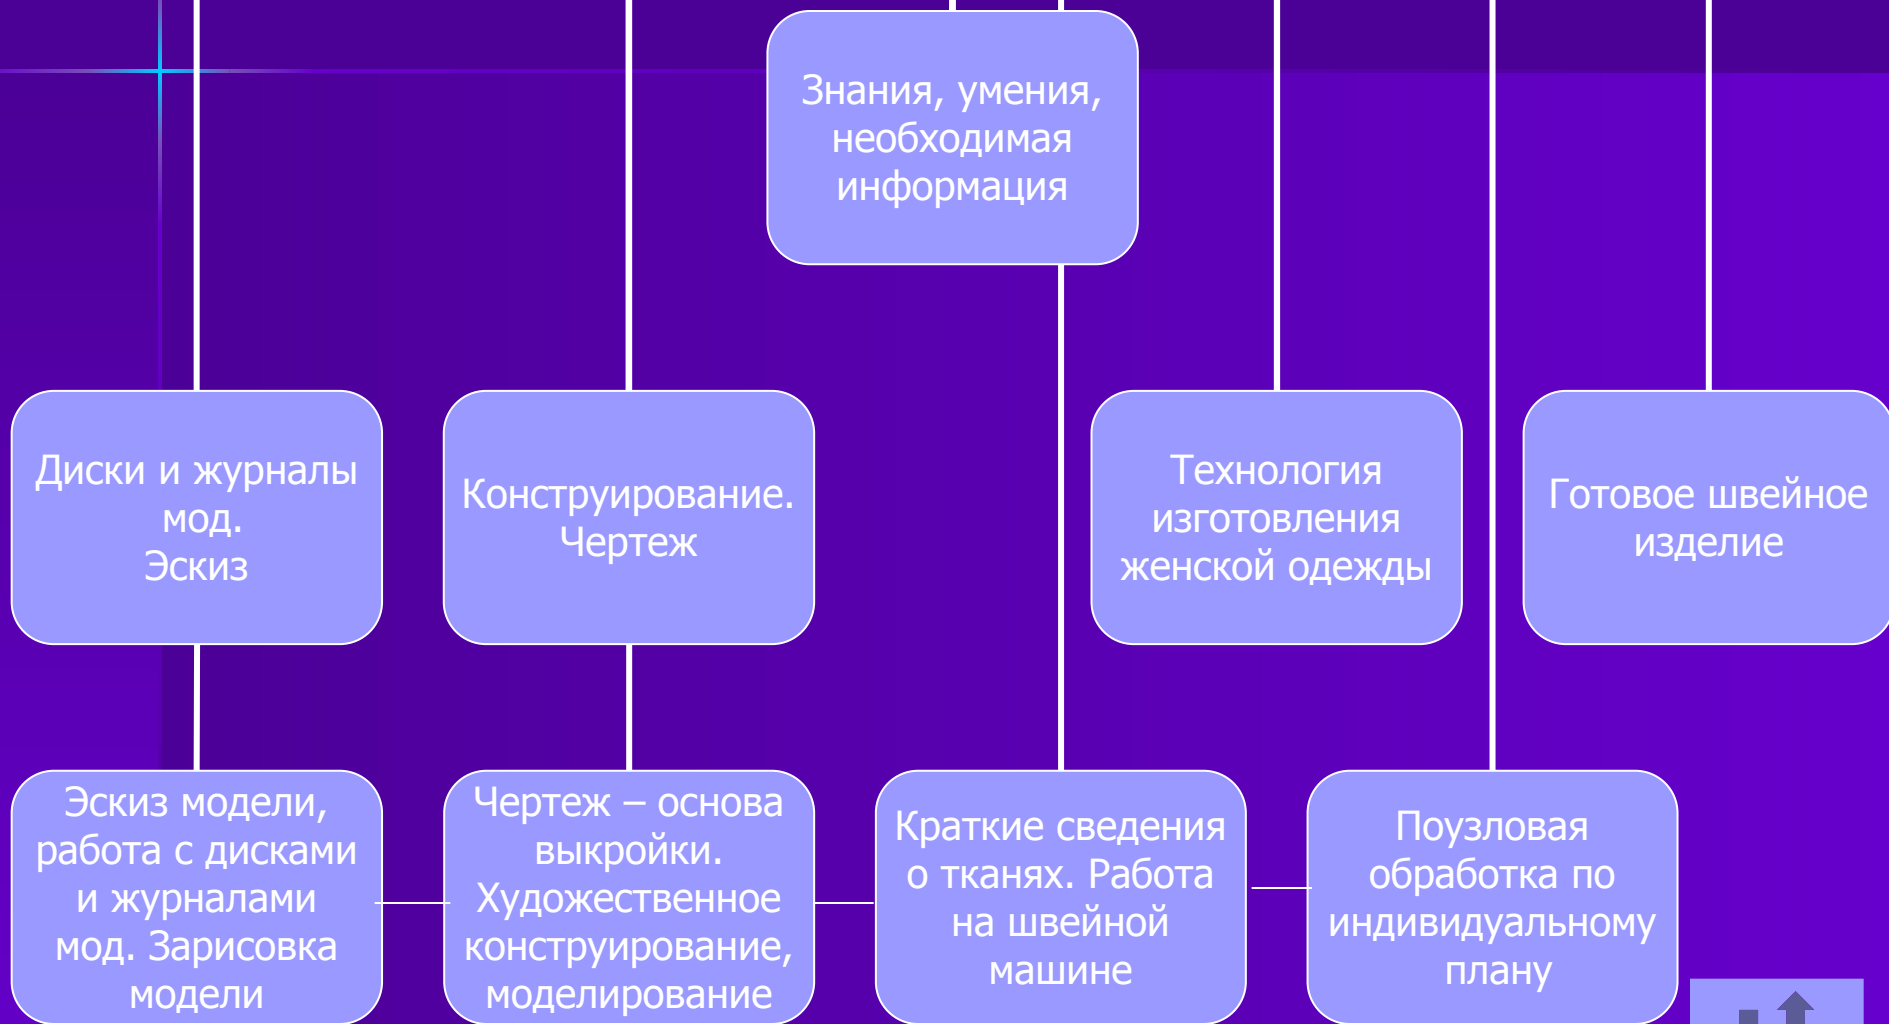 Знания, умения,
необходимая
информация
Диски и журналы
мод.
Эскиз
Конструирование.
Чертеж
Технология
изготовления
женской одежды
Готовое швейное
изделие
Эскиз модели,
работа с дисками
и журналами
мод. Зарисовка
модели
Чертеж – основа
выкройки.
Художественное
конструирование,
моделирование
Краткие сведения
о тканях. Работа
на швейной
машине
Поузловая
обработка по
индивидуальному
плану